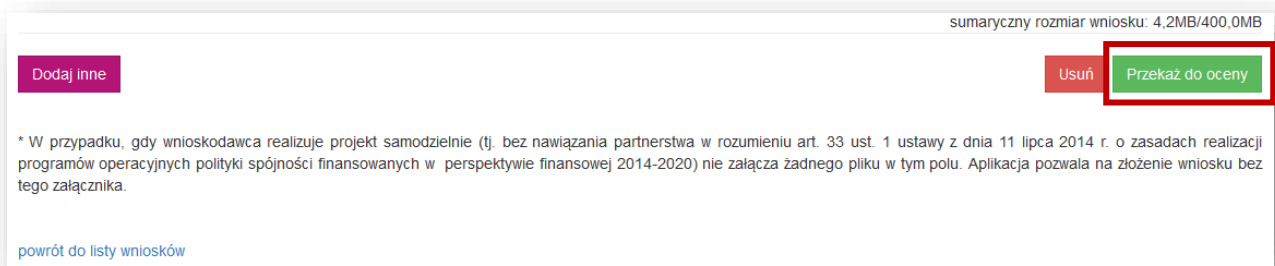 sumaryczny rozmiar wniosku: 4,2MB/400,0MB
Dodaj inne
Usuń
Przekaż do oceny
* W przypadku, gdy wnioskodawca realizuje projekt samodzielnie (tj. bez nawiązania partnerstwa w rozumieniu art. 33 ust. 1 ustawy z dnia 11 lipca 2014 r. o zasadach realizacji
programów operacyjnych polityki spójności finansowanych w perspektywie finansowej 2014-2020) nie załącza żadnego pliku w tym polu. Aplikacja pozwala na złożenie wniosku bez
tego załącznika.
powrót do listy wniosków